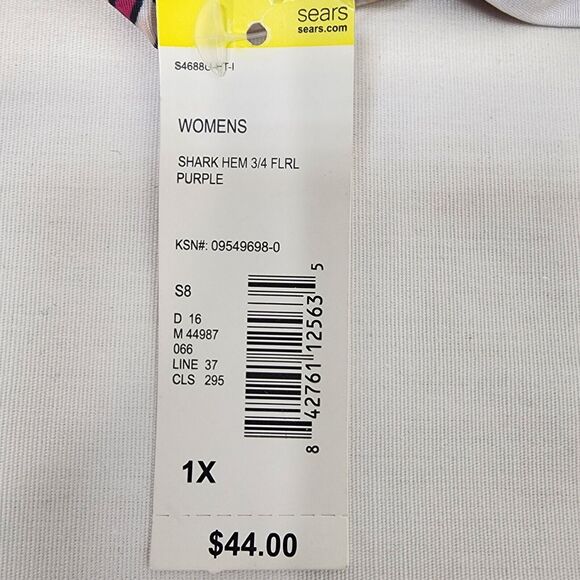 sears
sears.com
WOMENS
SHARK HEM 3/4 FLRL
PURPLE
KSN#: 09549698-0
S8
D 16
M 44987
066
LINE 37
CLS 295
8 42761 12563 5
1X
$44.00